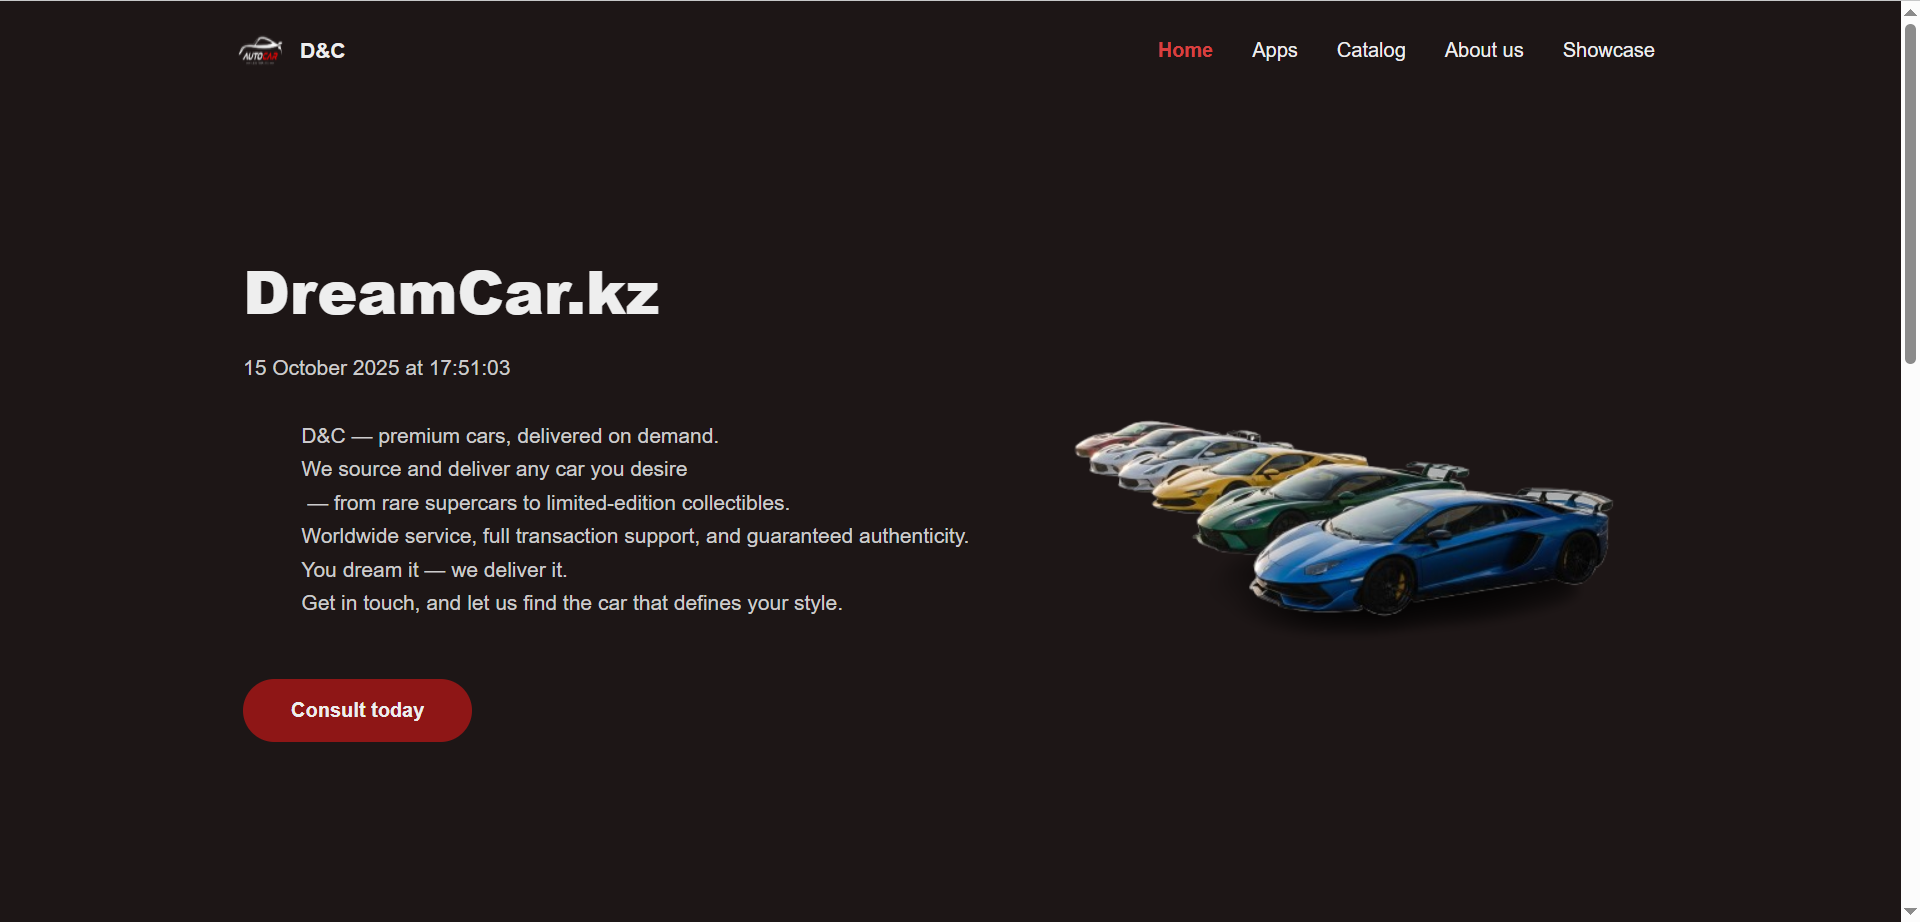 AUTOCAR
D&C
Home
Apps
Catalog
About us
Showcase
DreamCar.kz
15 October 2025 at 17:51:03
D&C — premium cars, delivered on demand.
We source and deliver any car you desire
— from rare supercars to limited-edition collectibles.
Worldwide service, full transaction support, and guaranteed authenticity.
You dream it — we deliver it.
Get in touch, and let us find the car that defines your style.
Consult today